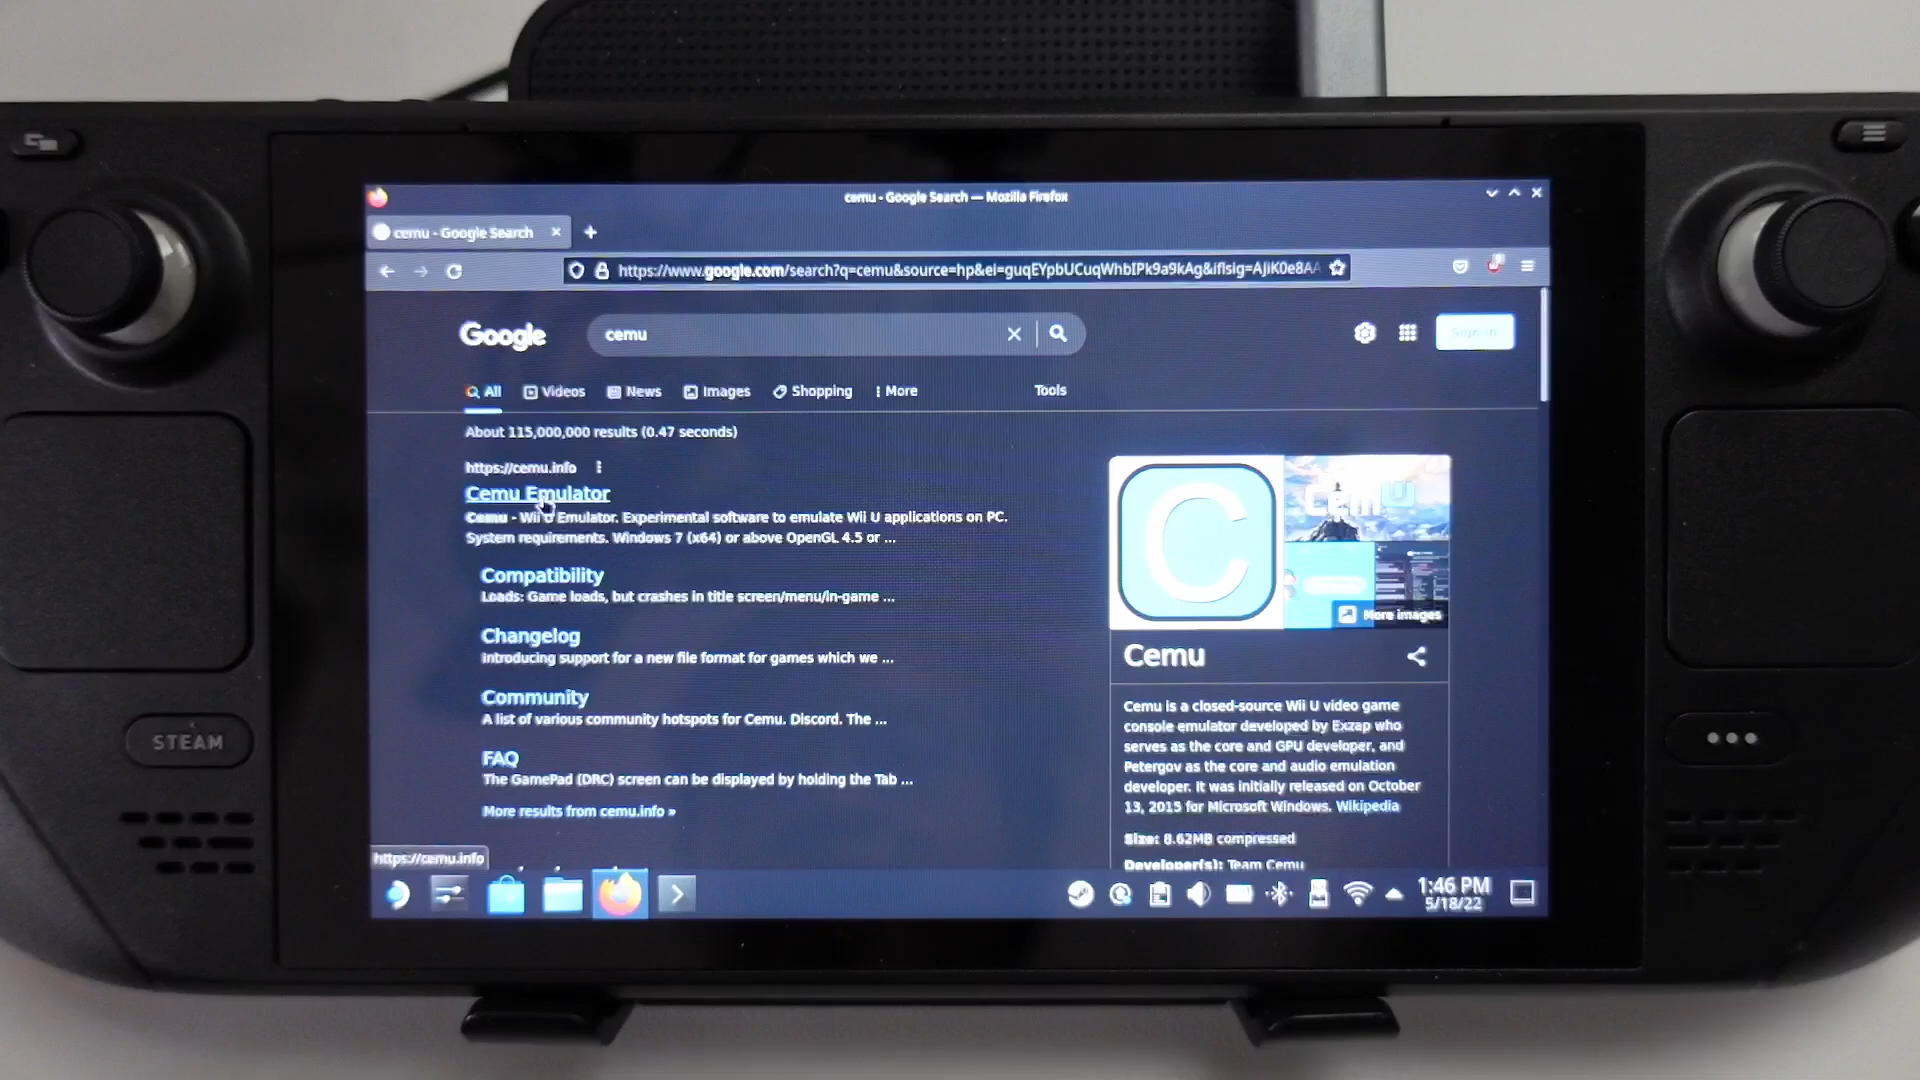 cemu - Google Search — Mozilla Firefox
cemu - Google Search
https://www.google.com/search?q=cemu&source=hp&ei=guqEYpbUCuqWhbIPk9a9kAg&iflsig=AJiK0e8AA
Google
cemu
Sign in
All Videos News Images Shopping More Tools
About 115,000,000 results (0.47 seconds)
https://cemu.info
Cemu Emulator
Cemu - Wii U Emulator. Experimental software to emulate Wii U applications on PC.
System requirements. Windows 7 (x64) or above OpenGL 4.5 or ...
Compatibility
Loads: Game loads, but crashes in title screen/menu/in-game ...
Changelog
Introducing support for a new file format for games which we ...
Community
A list of various community hotspots for Cemu. Discord. The ...
FAQ
The GamePad (DRC) screen can be displayed by holding the Tab ...
More results from cemu.info »
https://cemu.info
C
CemU
More images
Cemu
Cemu is a closed-source Wii U video game
console emulator developed by Exzap who
serves as the core and GPU developer, and
Petergov as the core and audio emulation
developer. It was initially released on October
13, 2015 for Microsoft Windows. Wikipedia
Size: 8.62MB compressed
Developer(s): Team Cemu
1:46 PM
5/18/22
STEAM